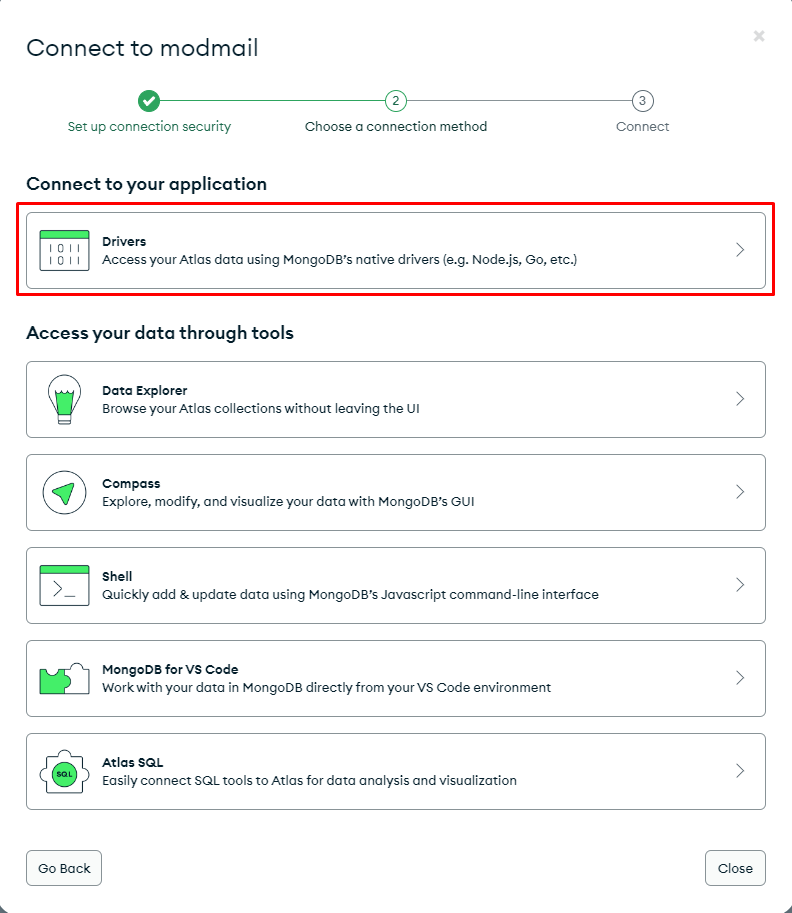 Connect to modmail
2
3
Set up connection security
Choose a connection method
Connect
Connect to your application
1011
1011
Drivers
Access your Atlas data using MongoDB's native drivers (e.g. Node.js, Go, etc.)
Access your data through tools
Data Explorer
Browse your Atlas collections without leaving the UI
Compass
Explore, modify, and visualize your data with MongoDB's GUI
Shell
Quickly add & update data using MongoDB's Javascript command-line interface
MongoDB for VS Code
Work with your data in MongoDB directly from your VS Code environment
SQL
Atlas SQL
Easily connect SQL tools to Atlas for data analysis and visualization
Go Back
Close